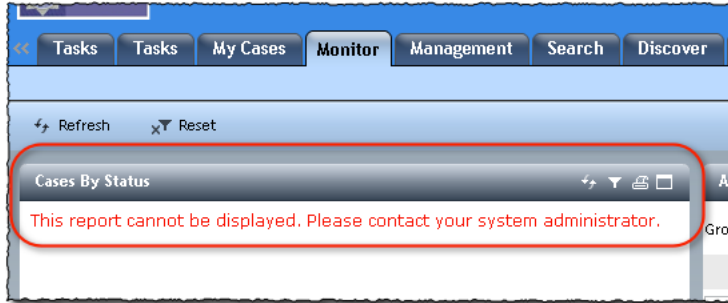 « Tasks Tasks My Cases Monitor Management Search Discover
Refresh Reset
Cases By Status
This report cannot be displayed. Please contact your system administrator.